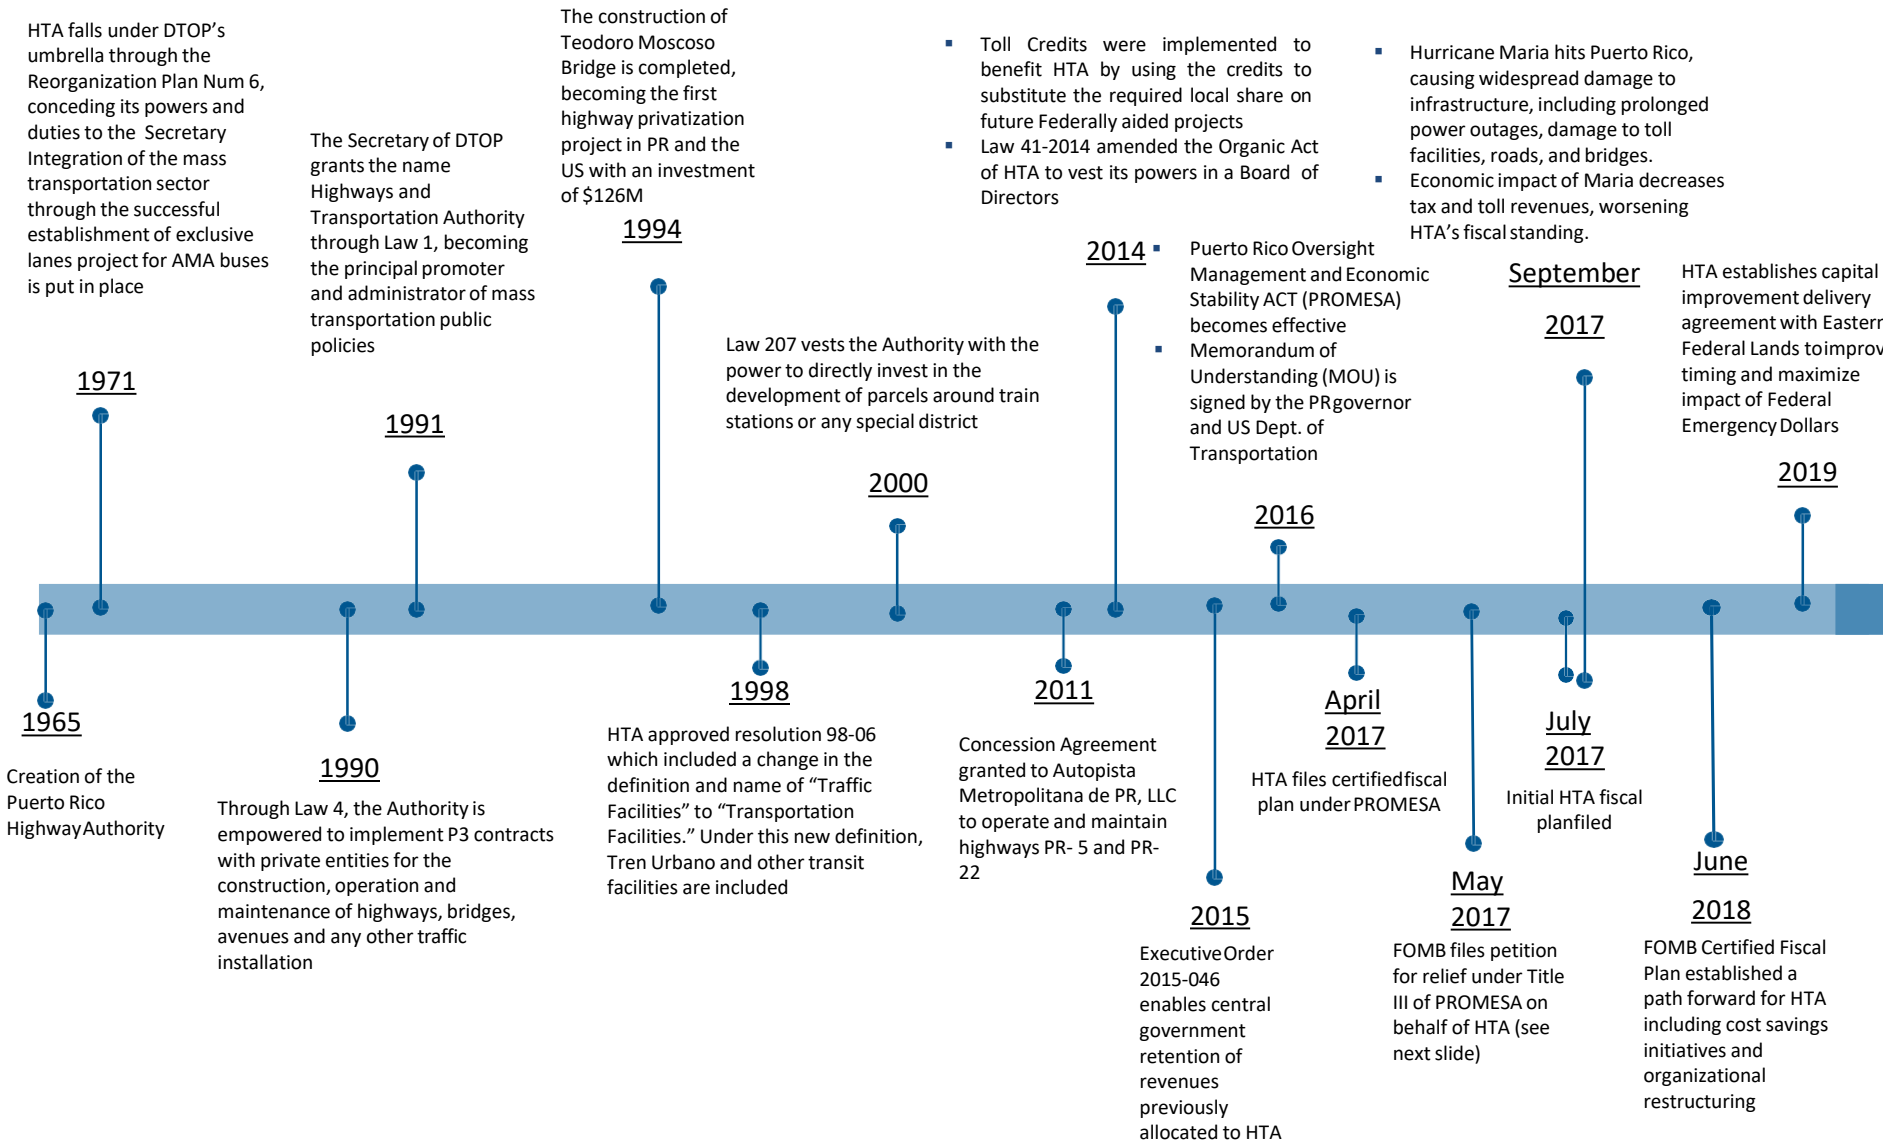 HTA falls under DTOP’s
umbrella through the
Reorganization Plan Num 6,
conceding its powers and
duties to the Secretary
Integration of the mass
transportation sector
through the successful
establishment of exclusive
lanes project for AMA buses
is put in place
1971
The Secretary of DTOP
grants the name
Highways and
Transportation Authority
through Law 1, becoming
the principal promoter
and administrator of mass
transportation public
policies
1991
The construction of
Teodoro Moscoso
Bridge is completed,
becoming the first
highway privatization
project in PR and the
US with an investment
of $126M
1994
Law 207 vests the Authority with the
power to directly invest in the
development of parcels around train
stations or any special district
2000
▪ Toll Credits were implemented to
benefit HTA by using the credits to
substitute the required local share on
future Federally aided projects
▪ Law 41-2014 amended the Organic Act
of HTA to vest its powers in a Board of
Directors
2014
▪ Puerto Rico Oversight
Management and Economic
Stability ACT (PROMESA)
becomes effective
▪ Memorandum of
Understanding (MOU) is
signed by the PR governor
and US Dept. of
Transportation
2016
▪ Hurricane Maria hits Puerto Rico,
causing widespread damage to
infrastructure, including prolonged
power outages, damage to toll
facilities, roads, and bridges.
▪ Economic impact of Maria decreases
tax and toll revenues, worsening
HTA’s fiscal standing.
September
2017
HTA establishes capital
improvement delivery
agreement with Eastern
Federal Lands to improv
timing and maximize
impact of Federal
Emergency Dollars
2019
1965
Creation of the
Puerto Rico
Highway Authority
1990
Through Law 4, the Authority is
empowered to implement P3 contracts
with private entities for the
construction, operation and
maintenance of highways, bridges,
avenues and any other traffic
installation
1998
HTA approved resolution 98-06
which included a change in the
definition and name of “Traffic
Facilities” to “Transportation
Facilities.” Under this new definition,
Tren Urbano and other transit
facilities are included
2011
Concession Agreement
granted to Autopista
Metropolitana de PR, LLC
to operate and maintain
highways PR- 5 and PR-
22
2015
Executive Order
2015-046
enables central
government
retention of
revenues
previously
allocated to HTA
April
2017
HTA files certified fiscal
plan under PROMESA
May
2017
FOMB files petition
for relief under Title
III of PROMESA on
behalf of HTA (see
next slide)
July
2017
Initial HTA fiscal
plan filed
June
2018
FOMB Certified Fiscal
Plan established a
path forward for HTA
including cost savings
initiatives and
organizational
restructuring